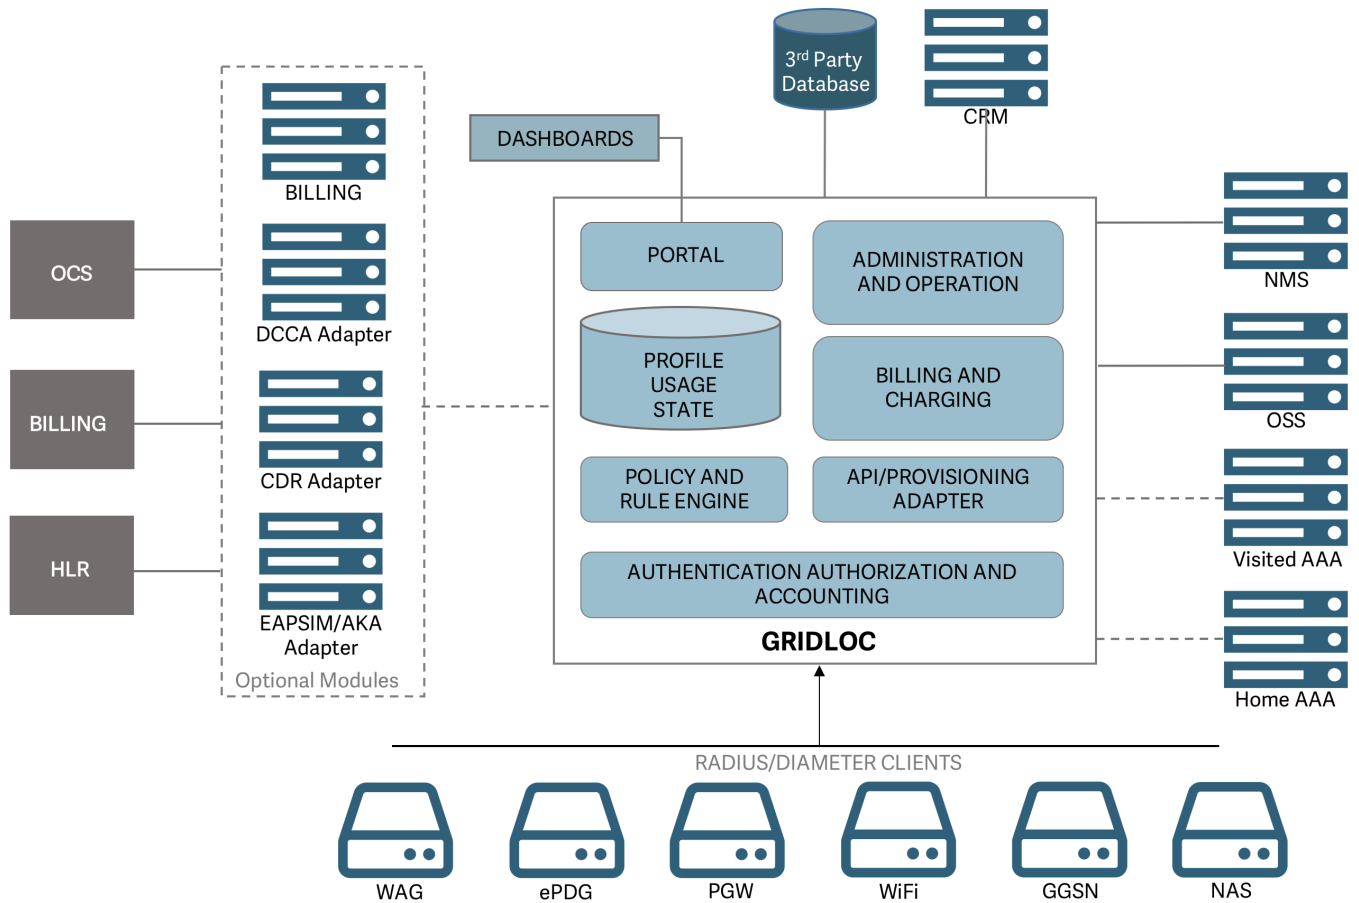 3rd Party
Database
CRM
DASHBOARDS
BILLING
DCCA Adapter
CDR Adapter
EAPSIM/AKA
Adapter
Optional Modules
OCS
BILLING
HLR
PORTAL
PROFILE
USAGE
STATE
POLICY AND
RULE ENGINE
ADMINISTRATION
AND OPERATION
BILLING AND
CHARGING
API/PROVISIONING
ADAPTER
AUTHENTICATION AUTHORIZATION AND
ACCOUNTING
GRIDLOC
NMS
OSS
Visited AAA
Home AAA
RADIUS/DIAMETER CLIENTS
WAG
ePDG
PGW
WiFi
GGSN
NAS